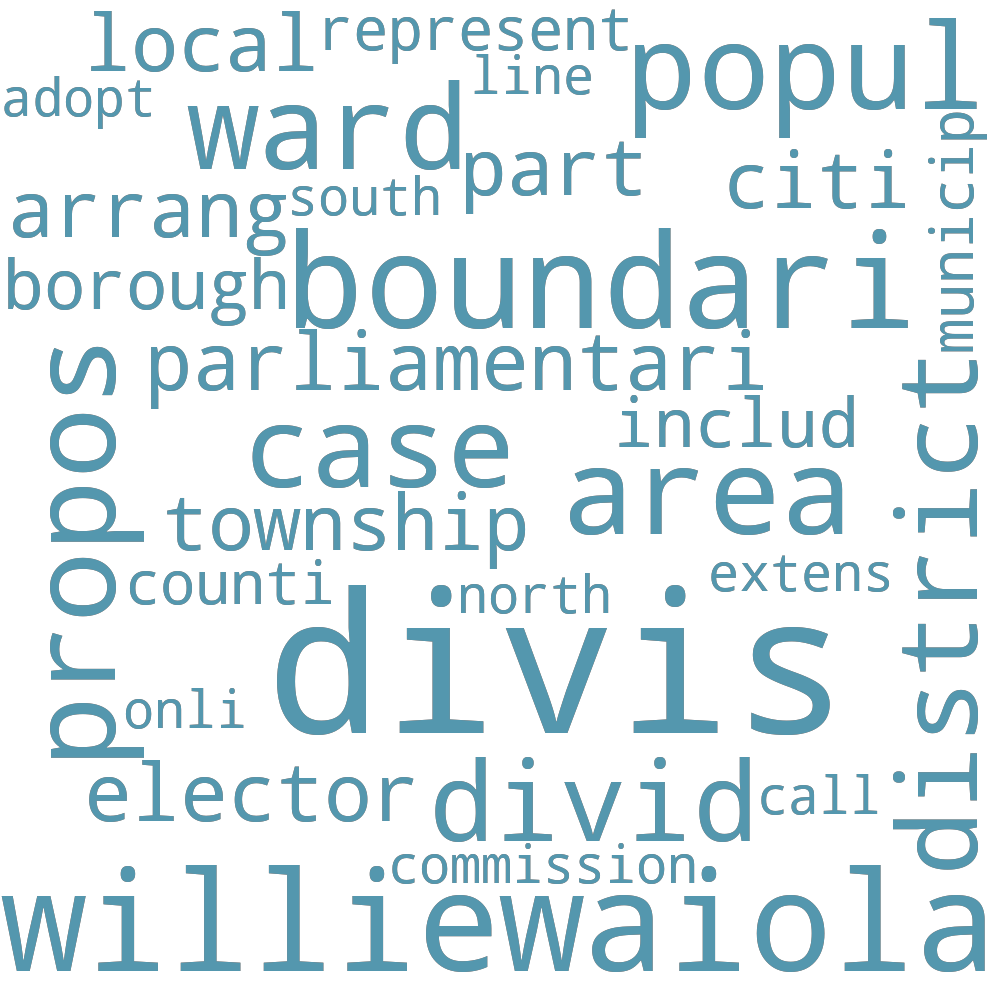 local
represent
popul
line
adopt
ward
part
citi
municip
arrang
south
borough
boundari
parliamentari
propos
district
includ
case
area
township
counti
north
extens
divis
onli
elector
divid
call
commission
williewaiola